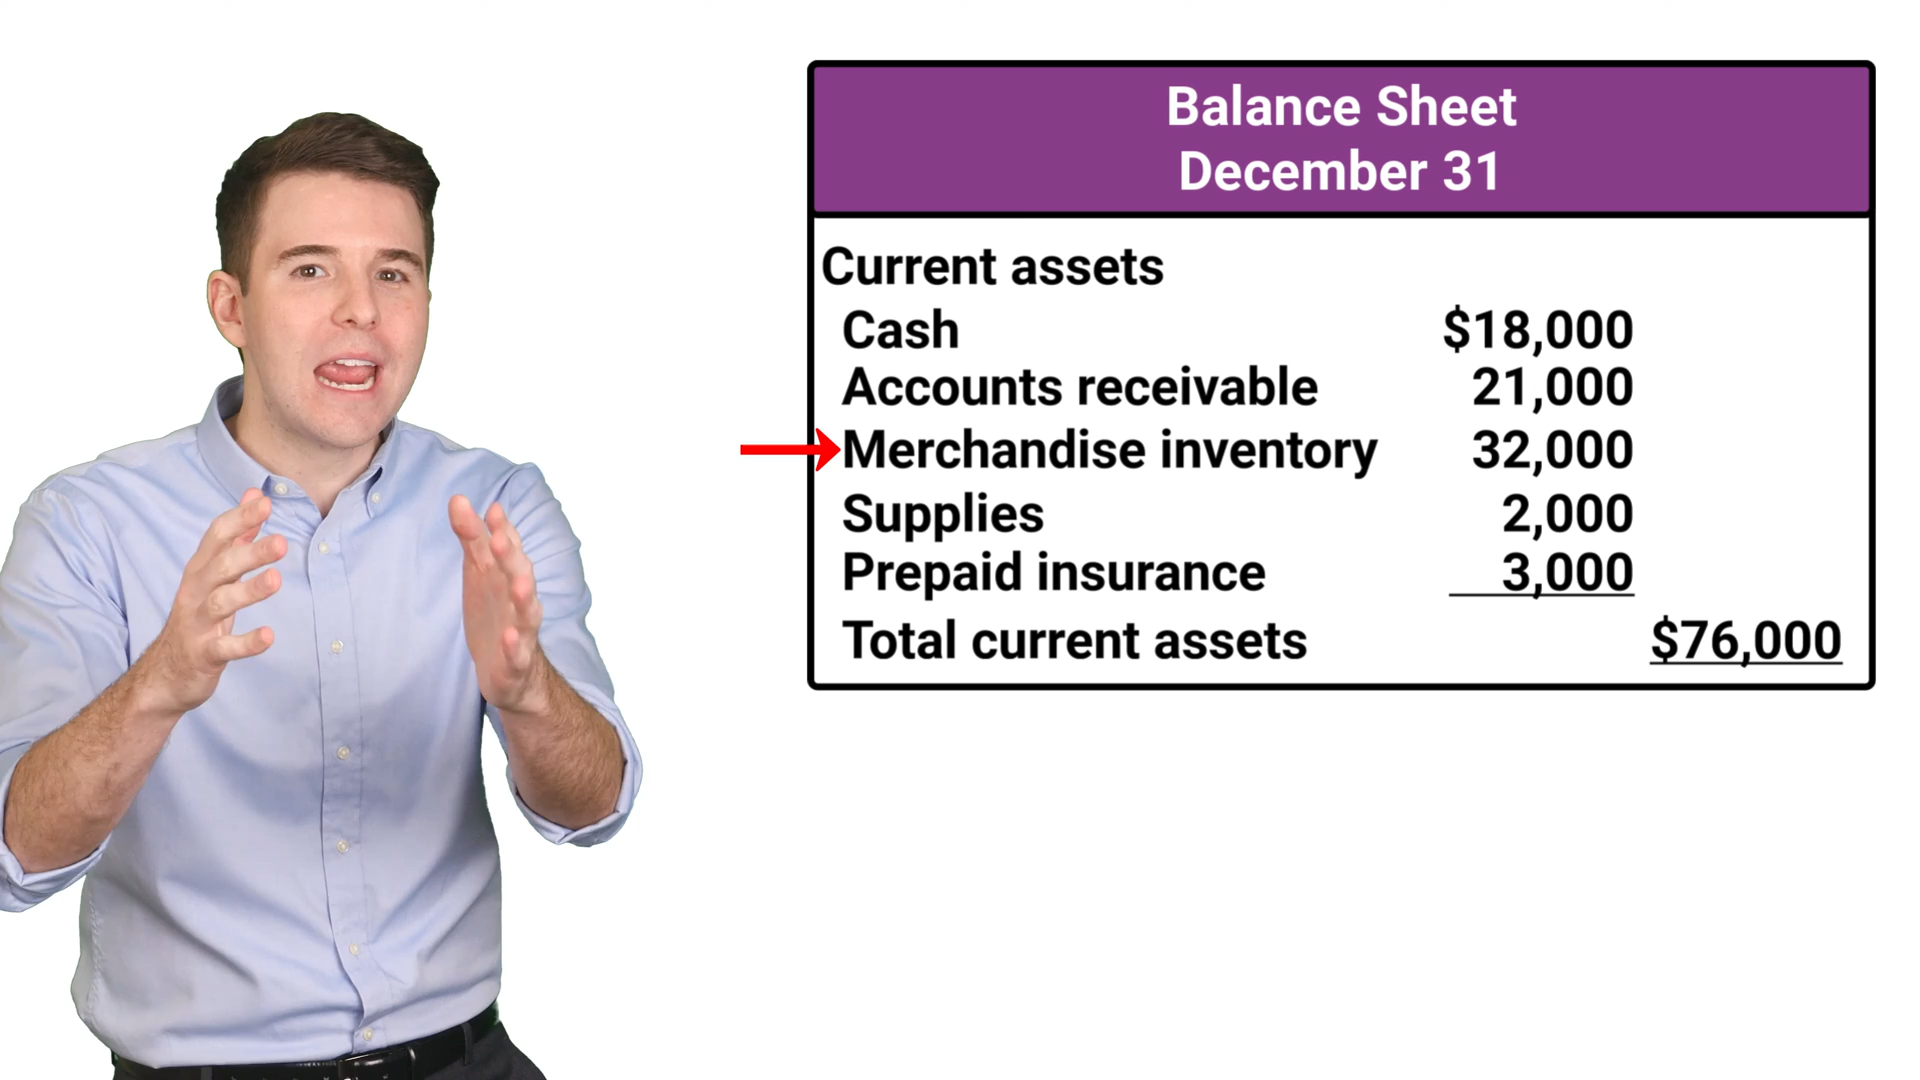 Balance Sheet
December 31
Current assets
Cash $18,000
Accounts receivable 21,000
Merchandise inventory 32,000
Supplies 2,000
Prepaid insurance 3,000
Total current assets $76,000